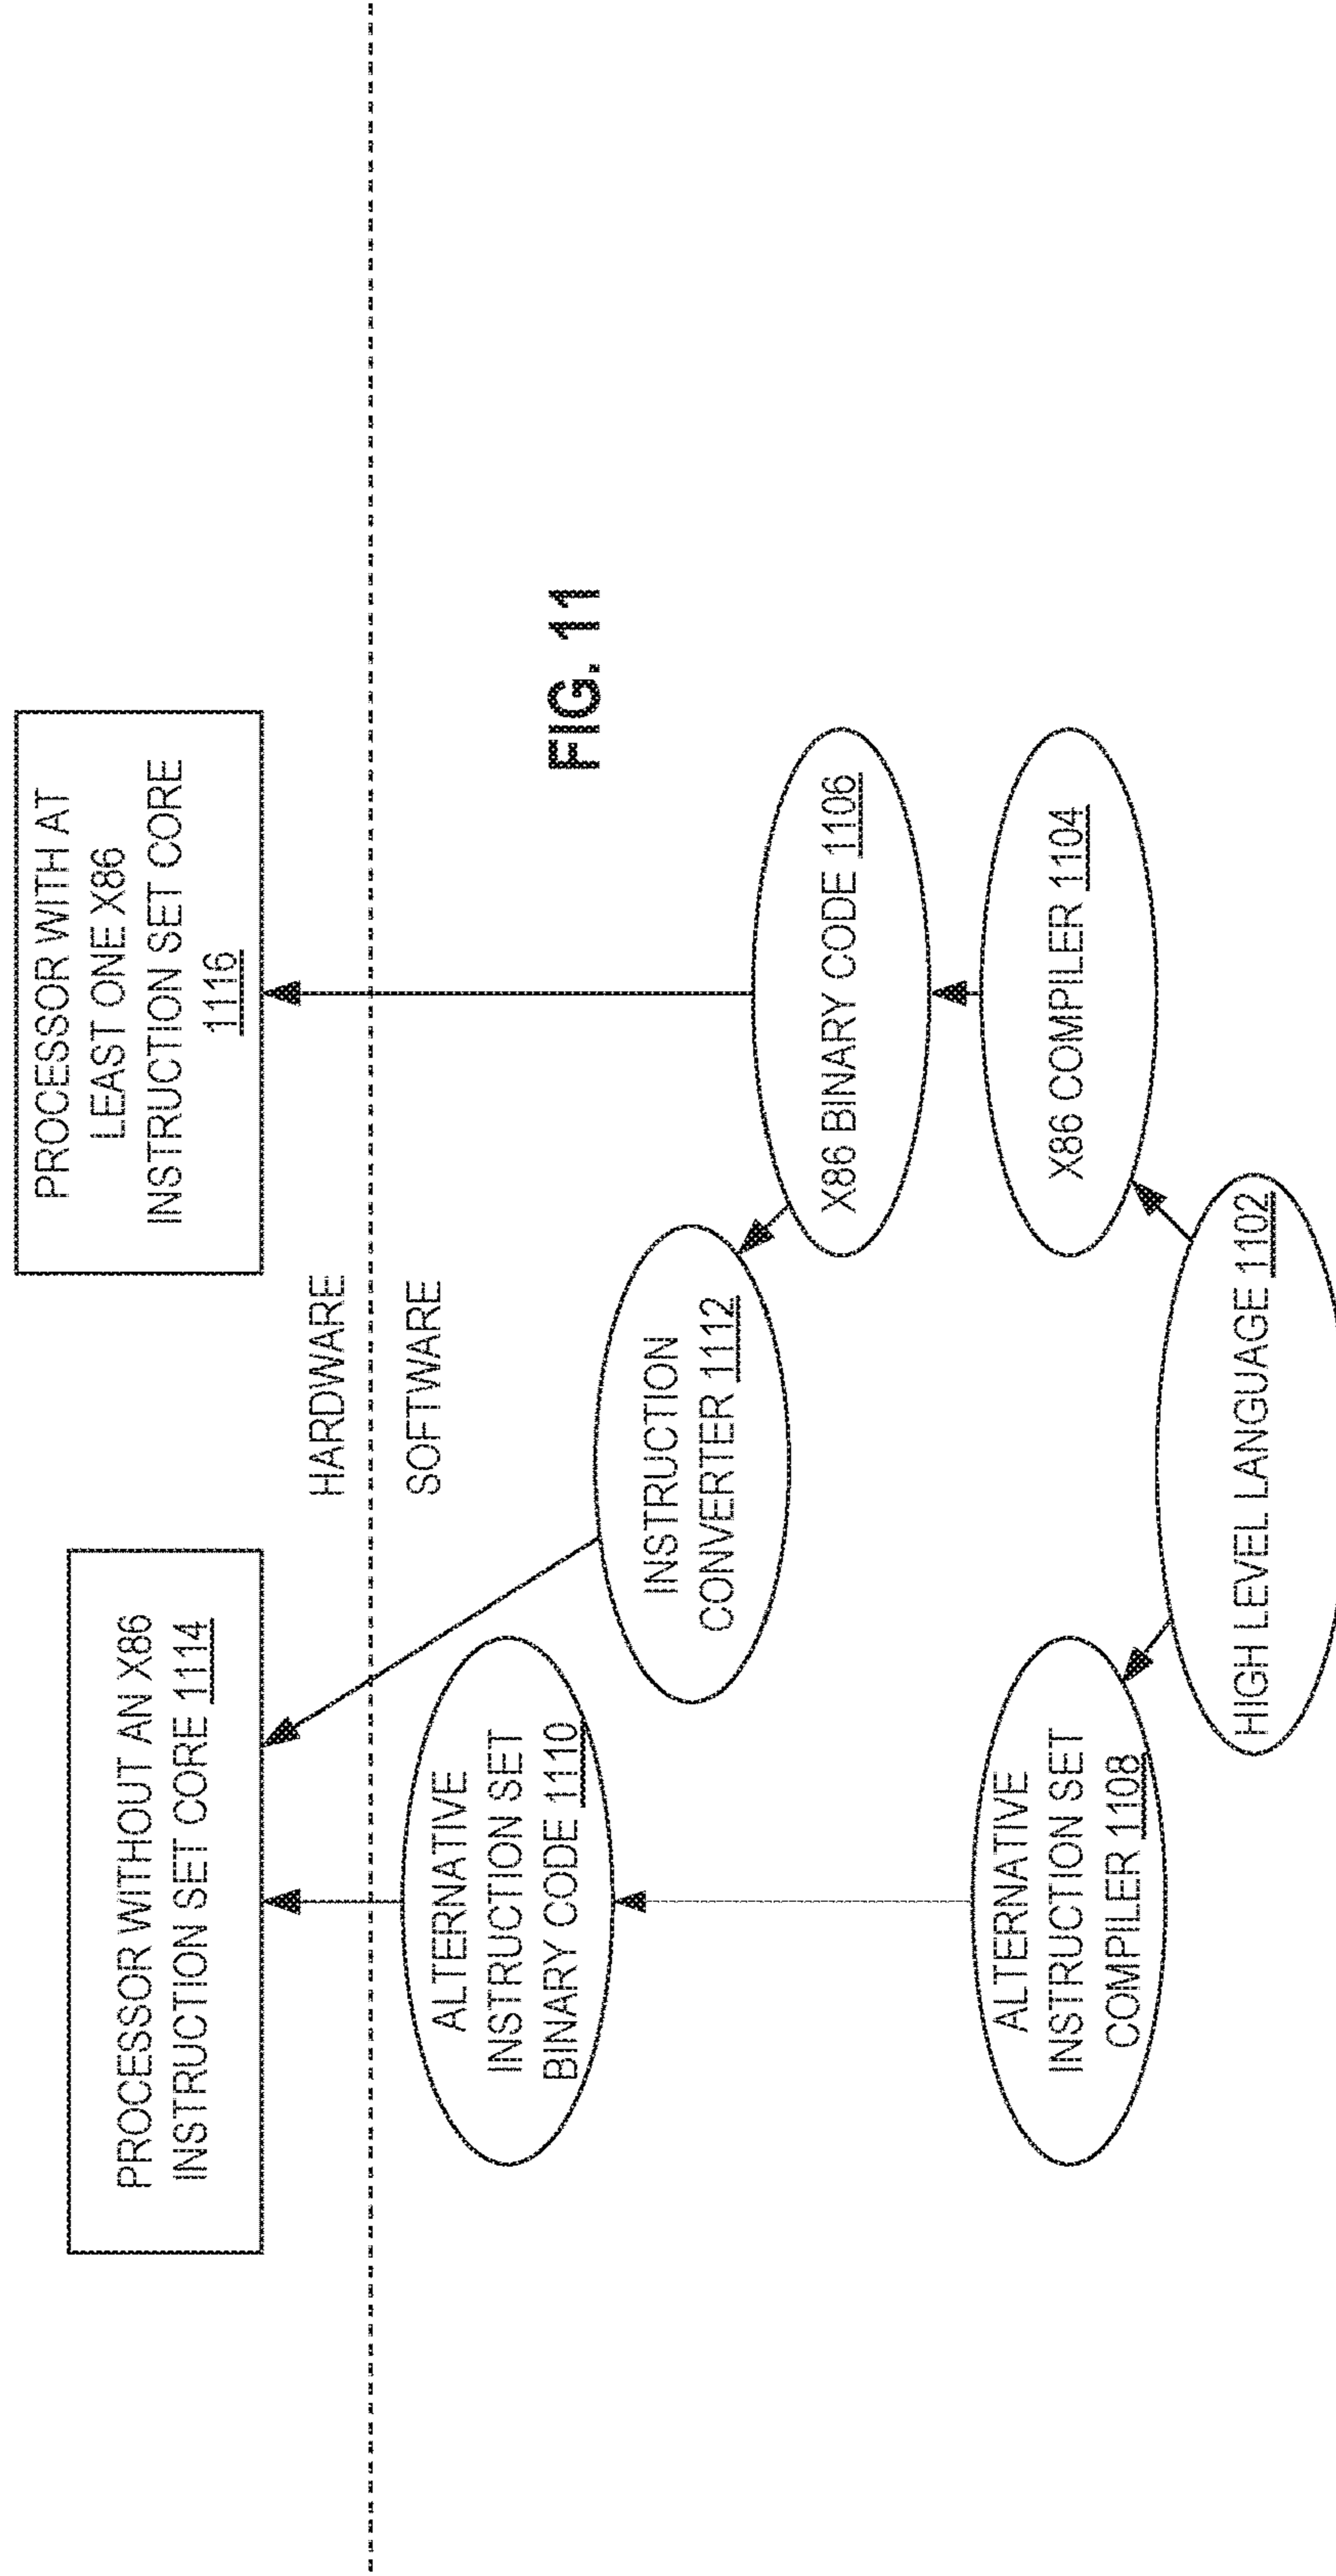 PROCESSOR WITHOUT AN X86
INSTRUCTION SET CORE 1114
PROCESSOR WITH AT
LEAST ONE X86
INSTRUCTION SET CORE
1116
HARDWARE
SOFTWARE
ALTERNATIVE
INSTRUCTION SET
BINARY CODE 1110
INSTRUCTION
CONVERTER 1112
FIG. 11
X86 BINARY CODE 1106
ALTERNATIVE
INSTRUCTION SET
COMPILER 1108
X86 COMPILER 1104
HIGH LEVEL LANGUAGE 1102